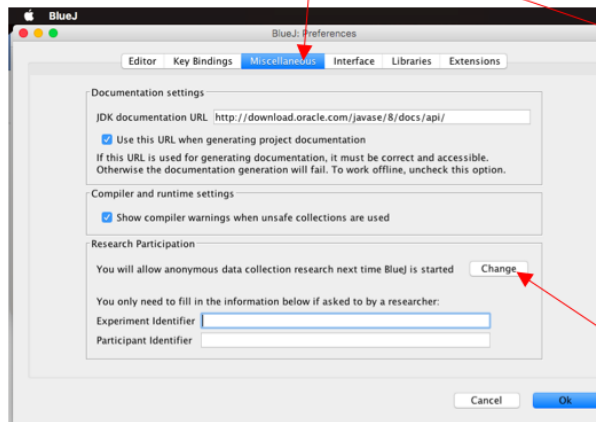 BlueJ
BlueJ: Preferences
Editor Key Bindings Miscellaneous Interface Libraries Extensions
Documentation settings
JDK documentation URL http://download.oracle.com/javase/8/docs/api/
Use this URL when generating project documentation
If this URL is used for generating documentation, it must be correct and accessible.
Otherwise the documentation generation will fail. To work offline, uncheck this option.
Compiler and runtime settings
Show compiler warnings when unsafe collections are used
Research Participation
You will allow anonymous data collection research next time BlueJ is started Change
You only need to fill in the information below if asked to by a researcher:
Experiment Identifier
Participant Identifier
Cancel Ok